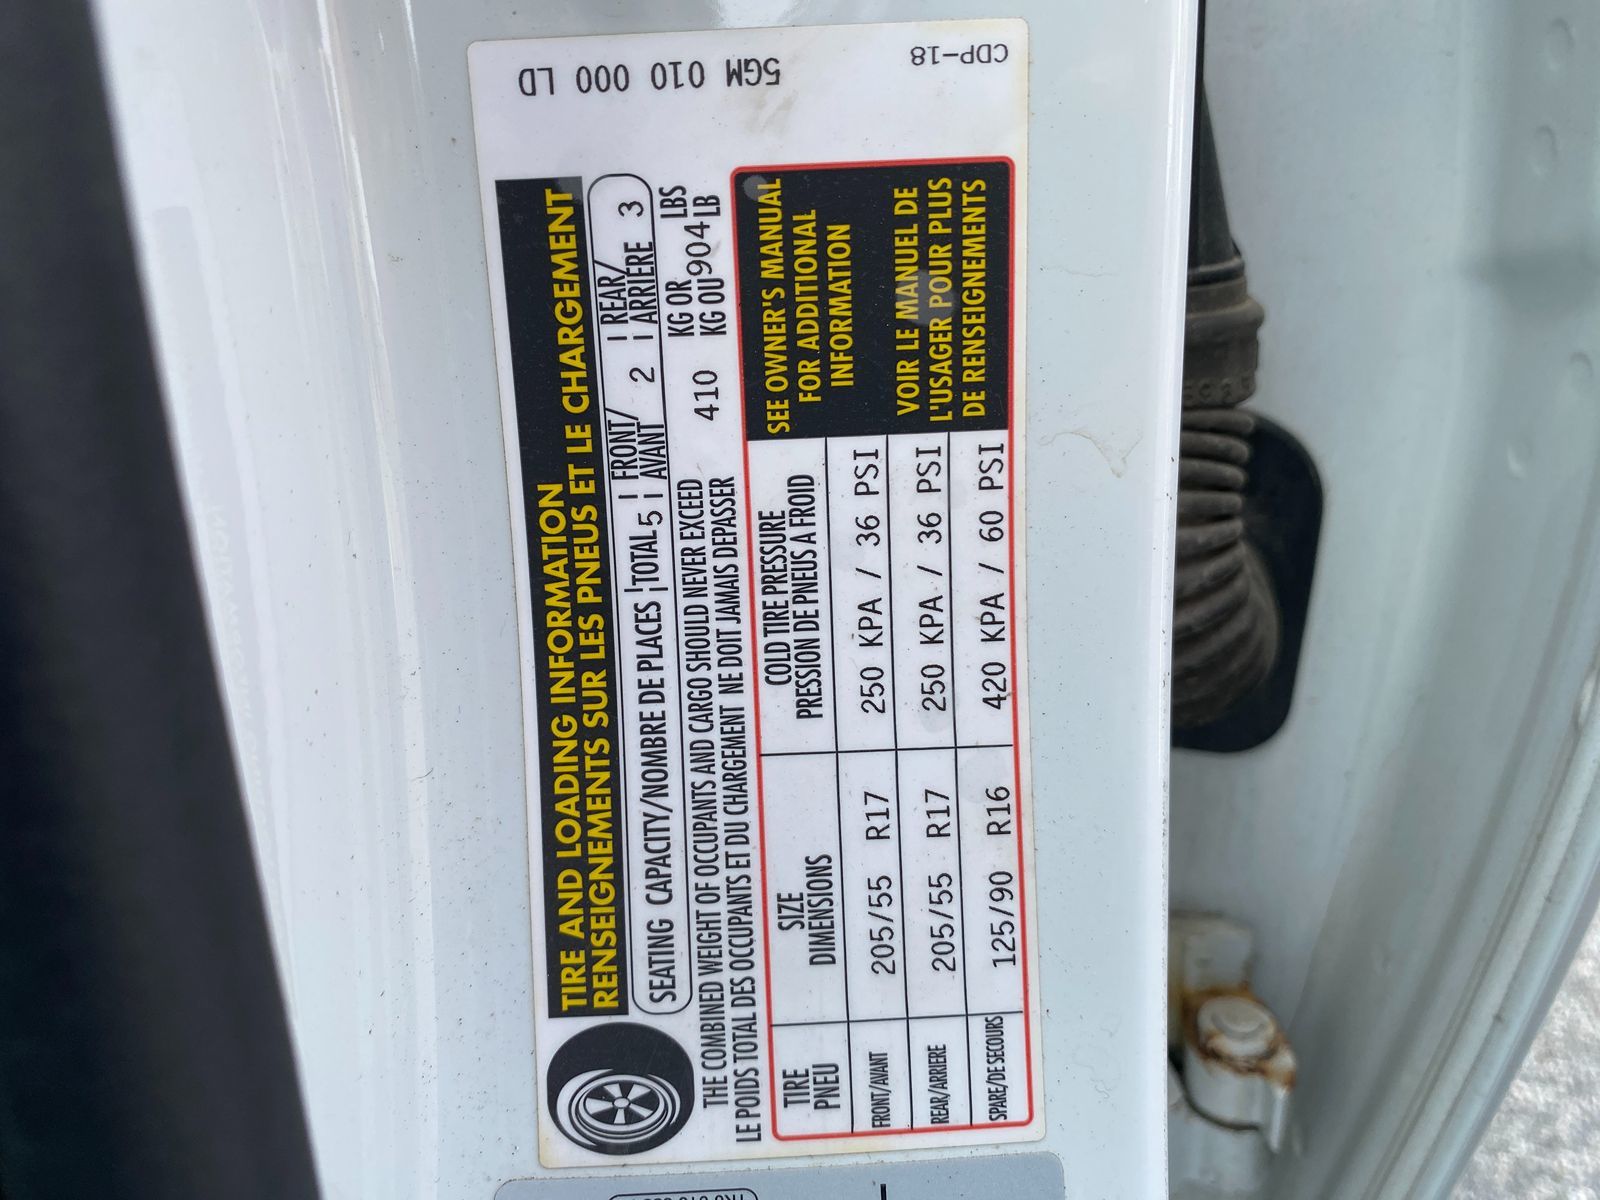 TIRE AND LOADING INFORMATION
RENSEIGNEMENTS SUR LES PNEUS ET LE CHARGEMENT
SEATING CAPACITY/NOMBRE DE PLACES | TOTAL 5 | FRONT/ AVANT 2 | REAR/ ARRIÈRE 3
THE COMBINED WEIGHT OF OCCUPANTS AND CARGO SHOULD NEVER EXCEED 410 KG OR 904 LBS
LE POIDS TOTAL DES OCCUPANTS ET DU CHARGEMENT NE DOIT JAMAIS DEPASSER KG OU LB
TIRE PNEU
SIZE DIMENSIONS
COLD TIRE PRESSURE
PRESSION DE PNEUS A FROID
FRONT/AVANT 205/55 R17 250 KPA / 36 PSI
REAR/ARRIERE 205/55 R17 250 KPA / 36 PSI
SPARE/DE SECOURS 125/90 R16 420 KPA / 60 PSI
SEE OWNER'S MANUAL
FOR ADDITIONAL
INFORMATION
VOIR LE MANUEL DE
L'USAGER POUR PLUS
DE RENSEIGNEMENTS
5GM 010 000 LD
CDP-18